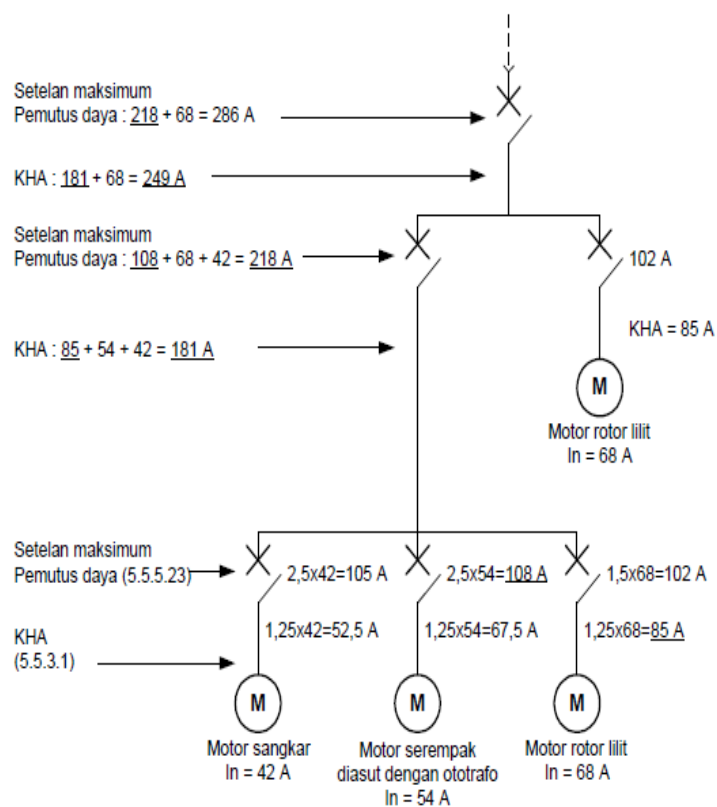 Setelan maksimum
Pemutus daya : 218 + 68 = 286 A
KHA : 181 + 68 = 249 A
Setelan maksimum
Pemutus daya : 108 + 68 + 42 = 218 A
102 A
KHA = 85 A
KHA : 85 + 54 + 42 = 181 A
M
Motor rotor lilit
In = 68 A
Setelan maksimum
Pemutus daya (5.5.5.23)
2,5x42=105 A
2,5x54=108 A
1,5x68=102 A
1,25x42=52,5 A
1,25x54=67,5 A
1,25x68=85 A
KHA
(5.5.3.1)
M
M
M
Motor sangkar
In = 42 A
Motor serempak
diasut dengan ototrafo
In = 54 A
Motor rotor lilit
In = 68 A